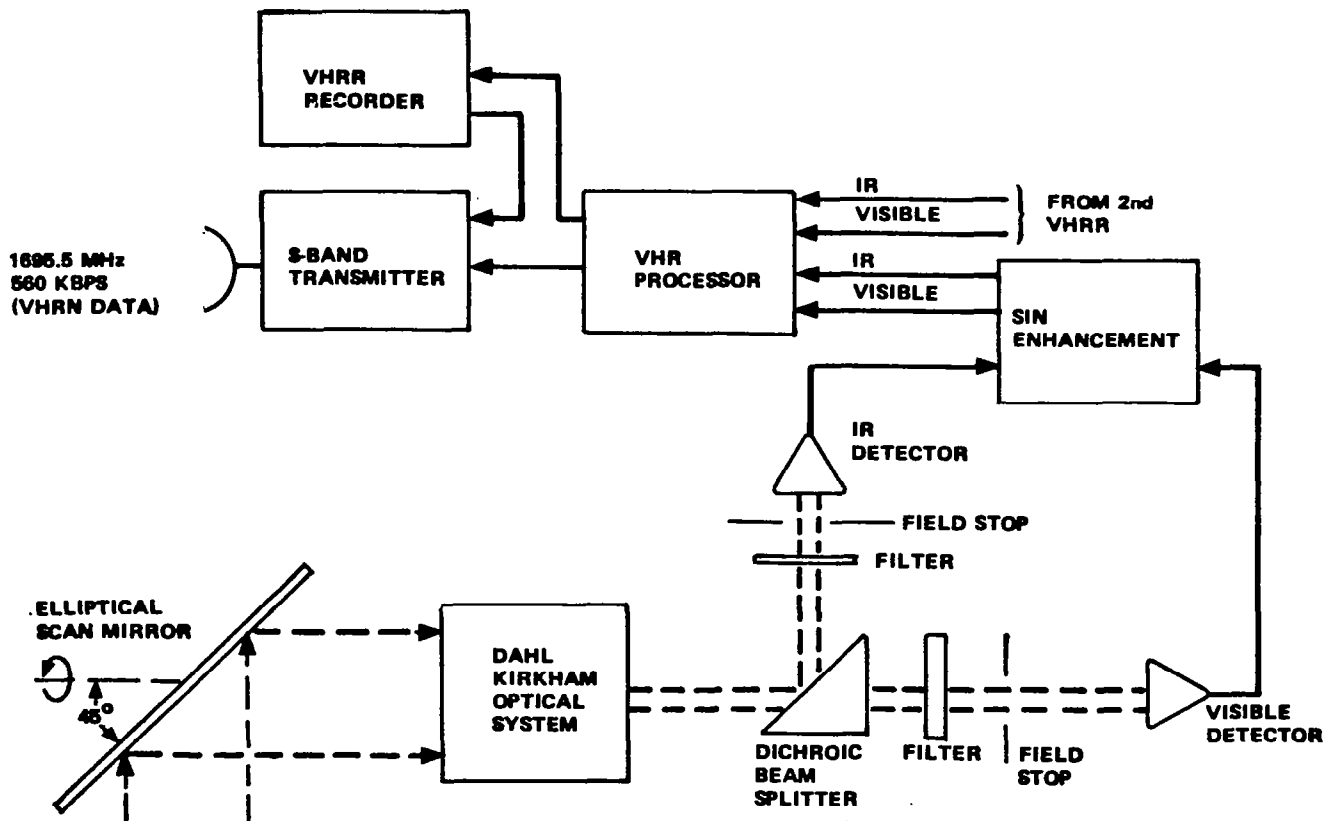 VHRR
RECORDER
IR
VISIBLE
FROM 2nd
VHRR
1695.5 MHz
560 KBPS
(VHRN DATA)
S-BAND
TRANSMITTER
VHR
PROCESSOR
IR
VISIBLE
SIN
ENHANCEMENT
IR
DETECTOR
FIELD STOP
FILTER
ELLIPTICAL
SCAN MIRROR
45°
DAHL
KIRKHAM
OPTICAL
SYSTEM
DICHROIC
BEAM
SPLITTER
FILTER
FIELD
STOP
VISIBLE
DETECTOR